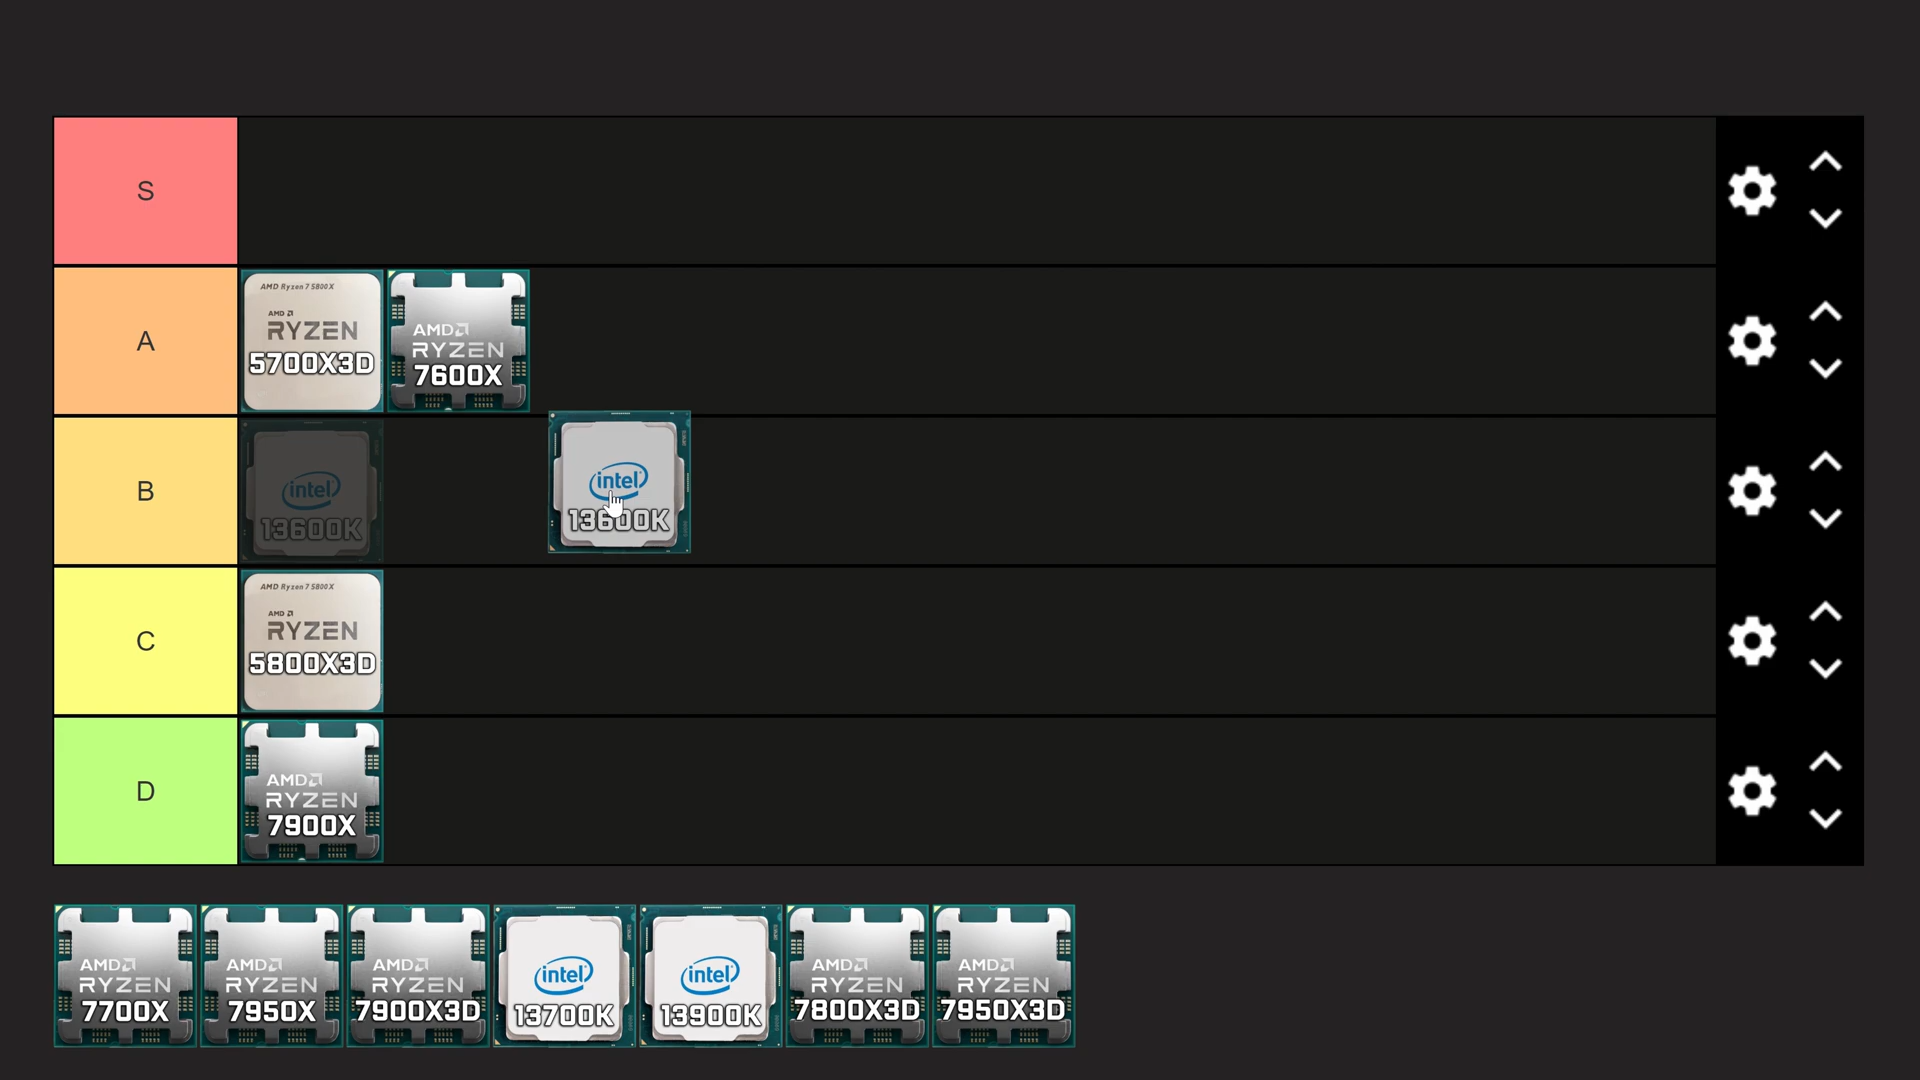 S
A
AMD Ryzen 7 5800X
AMD
RYZEN
5700X3D
AMD
RYZEN
7600X
B
intel
13600K
intel
13600K
C
AMD Ryzen 7 5800X
AMD
RYZEN
5800X3D
D
AMD
RYZEN
7900X
AMD
RYZEN
7700X
AMD
RYZEN
7950X
AMD
RYZEN
7900X3D
intel
13700K
intel
13900K
AMD
RYZEN
7800X3D
AMD
RYZEN
7950X3D